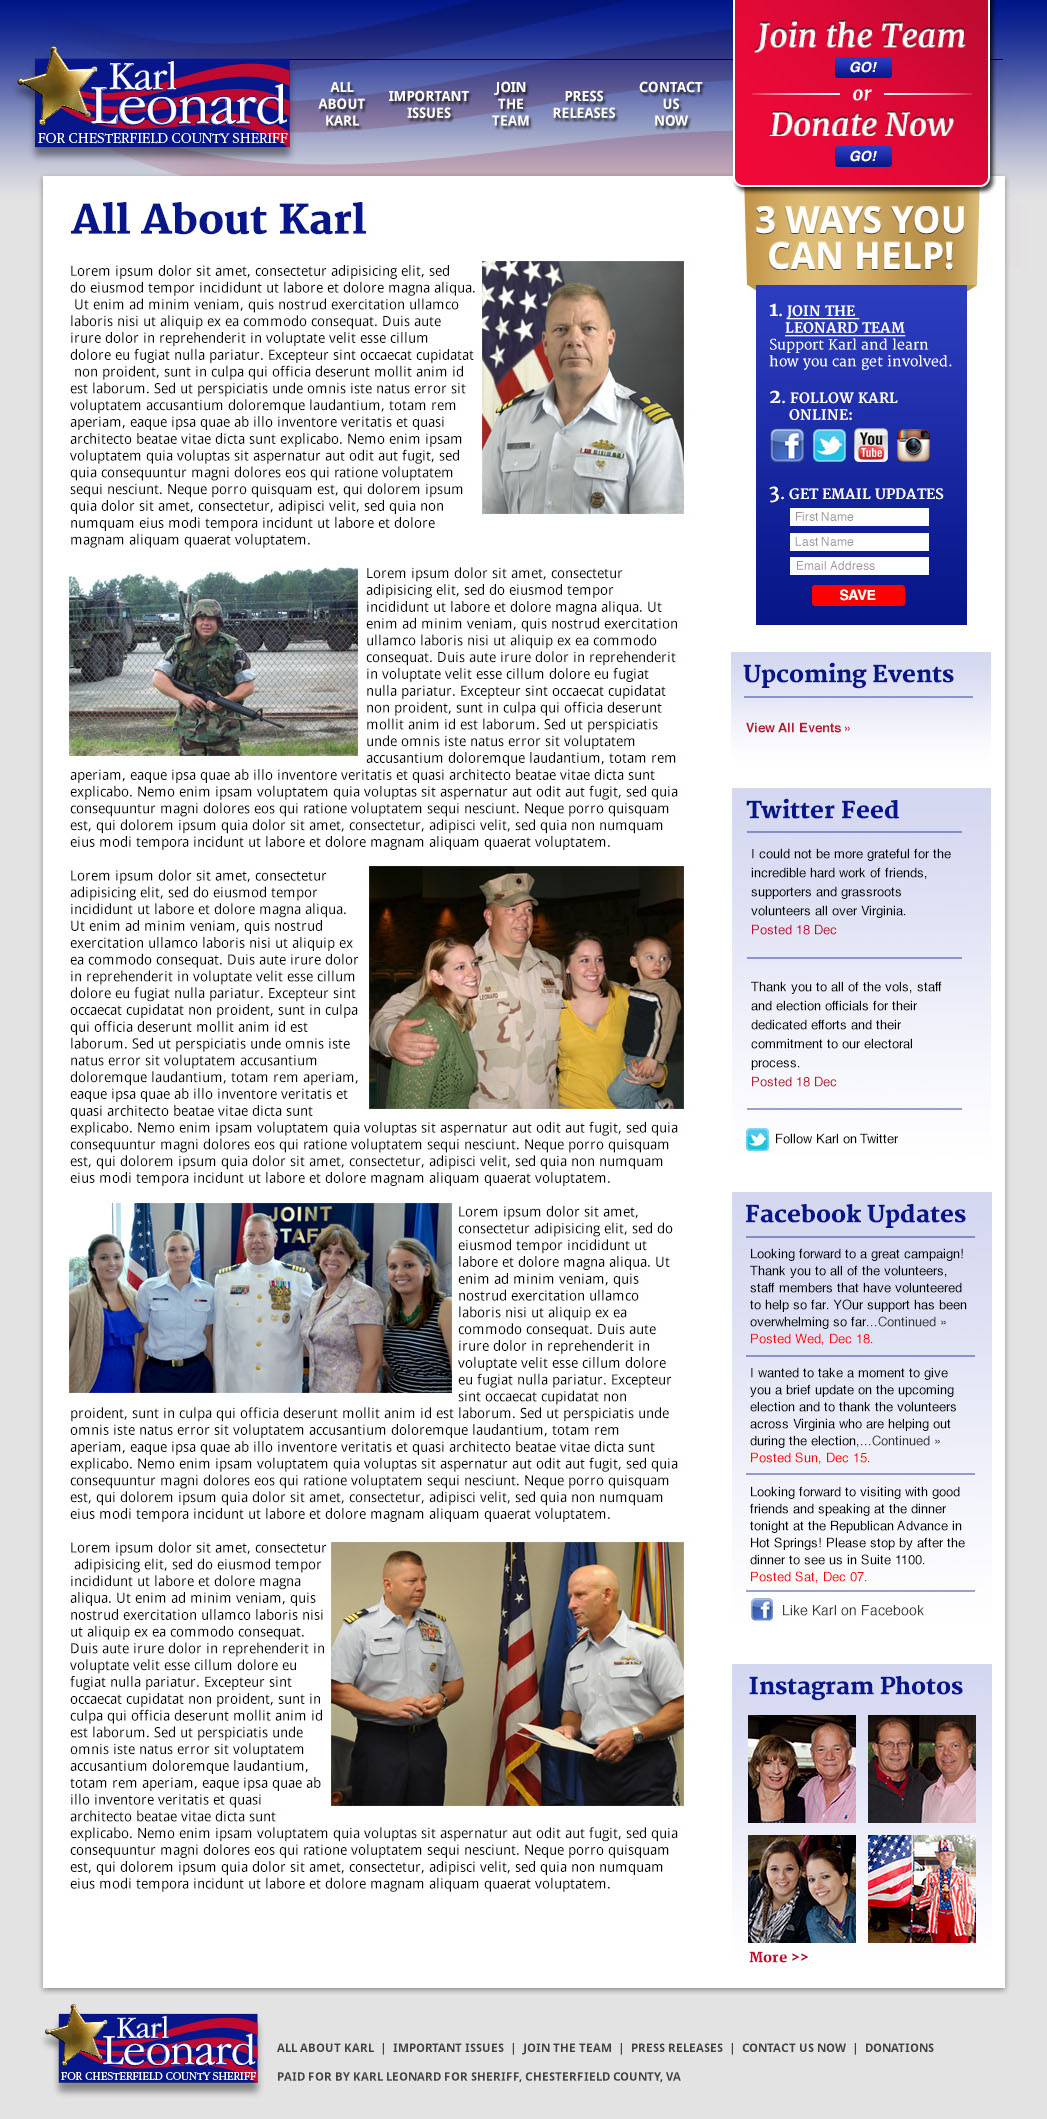 Karl
Leonard
FOR CHESTERFIELD COUNTY SHERIFF
ALL
ABOUT
KARL
IMPORTANT
ISSUES
JOIN
THE
TEAM
PRESS
RELEASES
CONTACT
US
NOW
Join the Team
GO!
or
Donate Now
GO!
All About Karl
Lorem ipsum dolor sit amet, consectetur adipisicing elit, sed
do eiusmod tempor incididunt ut labore et dolore magna aliqua.
Ut enim ad minim veniam, quis nostrud exercitation ullamco
laboris nisi ut aliquip ex ea commodo consequat. Duis aute
irure dolor in reprehenderit in voluptate velit esse cillum
dolore eu fugiat nulla pariatur. Excepteur sint occaecat cupidatat
non proident, sunt in culpa qui officia deserunt mollit anim id
est laborum. Sed ut perspiciatis unde omnis iste natus error sit
voluptatem accusantium doloremque laudantium, totam rem
aperiam, eaque ipsa quae ab illo inventore veritatis et quasi
architecto beatae vitae dicta sunt explicabo. Nemo enim ipsam
voluptatem quia voluptas sit aspernatur aut odit aut fugit, sed
quia consequuntur magni dolores eos qui ratione voluptatem
sequi nesciunt. Neque porro quisquam est, qui dolorem ipsum
quia dolor sit amet, consectetur, adipisci velit, sed quia non
numquam eius modi tempora incidunt ut labore et dolore
magnam aliquam quaerat voluptatem.
Lorem ipsum dolor sit amet, consectetur
adipisicing elit, sed do eiusmod tempor
incididunt ut labore et dolore magna aliqua. Ut
enim ad minim veniam, quis nostrud exercitation
ullamco laboris nisi ut aliquip ex ea commodo
consequat. Duis aute irure dolor in reprehenderit
in voluptate velit esse cillum dolore eu fugiat
nulla pariatur. Excepteur sint occaecat cupidatat
non proident, sunt in culpa qui officia deserunt
mollit anim id est laborum. Sed ut perspiciatis
unde omnis iste natus error sit voluptatem
accusantium doloremque laudantium, totam rem
aperiam, eaque ipsa quae ab illo inventore veritatis et quasi architecto beatae vitae dicta sunt
explicabo. Nemo enim ipsam voluptatem quia voluptas sit aspernatur aut odit aut fugit, sed quia
consequuntur magni dolores eos qui ratione voluptatem sequi nesciunt. Neque porro quisquam
est, qui dolorem ipsum quia dolor sit amet, consectetur, adipisci velit, sed quia non numquam
eius modi tempora incidunt ut labore et dolore magnam aliquam quaerat voluptatem.
Lorem ipsum dolor sit amet, consectetur
adipisicing elit, sed do eiusmod tempor
incididunt ut labore et dolore magna aliqua.
Ut enim ad minim veniam, quis nostrud
exercitation ullamco laboris nisi ut aliquip ex
ea commodo consequat. Duis aute irure dolor
in reprehenderit in voluptate velit esse cillum
dolore eu fugiat nulla pariatur. Excepteur sint
occaecat cupidatat non proident, sunt in culpa
qui officia deserunt mollit anim id est
laborum. Sed ut perspiciatis unde omnis iste
natus error sit voluptatem accusantium
doloremque laudantium, totam rem aperiam,
eaque ipsa quae ab illo inventore veritatis et
quasi architecto beatae vitae dicta sunt
explicabo. Nemo enim ipsam voluptatem quia voluptas sit aspernatur aut odit aut fugit, sed quia
consequuntur magni dolores eos qui ratione voluptatem sequi nesciunt. Neque porro quisquam
est, qui dolorem ipsum quia dolor sit amet, consectetur, adipisci velit, sed quia non numquam
eius modi tempora incidunt ut labore et dolore magnam aliquam quaerat voluptatem.
LEONARD
JOINT
STAFF
Lorem ipsum dolor sit amet,
consectetur adipisicing elit, sed do
eiusmod tempor incididunt ut
labore et dolore magna aliqua. Ut
enim ad minim veniam, quis
nostrud exercitation ullamco
laboris nisi ut aliquip ex ea
commodo consequat. Duis aute
irure dolor in reprehenderit in
voluptate velit esse cillum dolore
eu fugiat nulla pariatur. Excepteur
sint occaecat cupidatat non
proident, sunt in culpa qui officia deserunt mollit anim id est laborum. Sed ut perspiciatis unde
omnis iste natus error sit voluptatem accusantium doloremque laudantium, totam rem
aperiam, eaque ipsa quae ab illo inventore veritatis et quasi architecto beatae vitae dicta sunt
explicabo. Nemo enim ipsam voluptatem quia voluptas sit aspernatur aut odit aut fugit, sed quia
consequuntur magni dolores eos qui ratione voluptatem sequi nesciunt. Neque porro quisquam
est, qui dolorem ipsum quia dolor sit amet, consectetur, adipisci velit, sed quia non numquam
eius modi tempora incidunt ut labore et dolore magnam aliquam quaerat voluptatem.
Lorem ipsum dolor sit amet, consectetur
adipisicing elit, sed do eiusmod tempor
incididunt ut labore et dolore magna
aliqua. Ut enim ad minim veniam, quis
nostrud exercitation ullamco laboris nisi
ut aliquip ex ea commodo consequat.
Duis aute irure dolor in reprehenderit in
voluptate velit esse cillum dolore eu
fugiat nulla pariatur. Excepteur sint
occaecat cupidatat non proident, sunt in
culpa qui officia deserunt mollit anim id
est laborum. Sed ut perspiciatis unde
omnis iste natus error sit voluptatem
accusantium doloremque laudantium,
totam rem aperiam, eaque ipsa quae ab
illo inventore veritatis et quasi
architecto beatae vitae dicta sunt
explicabo. Nemo enim ipsam voluptatem quia voluptas sit aspernatur aut odit aut fugit, sed quia
consequuntur magni dolores eos qui ratione voluptatem sequi nesciunt. Neque porro quisquam
est, qui dolorem ipsum quia dolor sit amet, consectetur, adipisci velit, sed quia non numquam
eius modi tempora incidunt ut labore et dolore magnam aliquam quaerat voluptatem.
3 WAYS YOU
CAN HELP!
1. JOIN THE
LEONARD TEAM
Support Karl and learn
how you can get involved.
2. FOLLOW KARL
ONLINE:
f
You
Tube
3. GET EMAIL UPDATES
First Name
Last Name
Email Address
SAVE
Upcoming Events
View All Events »
Twitter Feed
I could not be more grateful for the
incredible hard work of friends,
supporters and grassroots
volunteers all over Virginia.
Posted 18 Dec
Thank you to all of the vols, staff
and election officials for their
dedicated efforts and their
commitment to our electoral
process.
Posted 18 Dec
Follow Karl on Twitter
Facebook Updates
Looking forward to a great campaign!
Thank you to all of the volunteers,
staff members that have volunteered
to help so far. YOur support has been
overwhelming so far...Continued »
Posted Wed, Dec 18.
I wanted to take a moment to give
you a brief update on the upcoming
election and to thank the volunteers
across Virginia who are helping out
during the election,...Continued »
Posted Sun, Dec 15.
Looking forward to visiting with good
friends and speaking at the dinner
tonight at the Republican Advance in
Hot Springs! Please stop by after the
dinner to see us in Suite 1100.
Posted Sat, Dec 07.
f Like Karl on Facebook
Instagram Photos
More >>
Karl
Leonard
FOR CHESTERFIELD COUNTY SHERIFF
ALL ABOUT KARL | IMPORTANT ISSUES | JOIN THE TEAM | PRESS RELEASES | CONTACT US NOW | DONATIONS
PAID FOR BY KARL LEONARD FOR SHERIFF, CHESTERFIELD COUNTY, VA